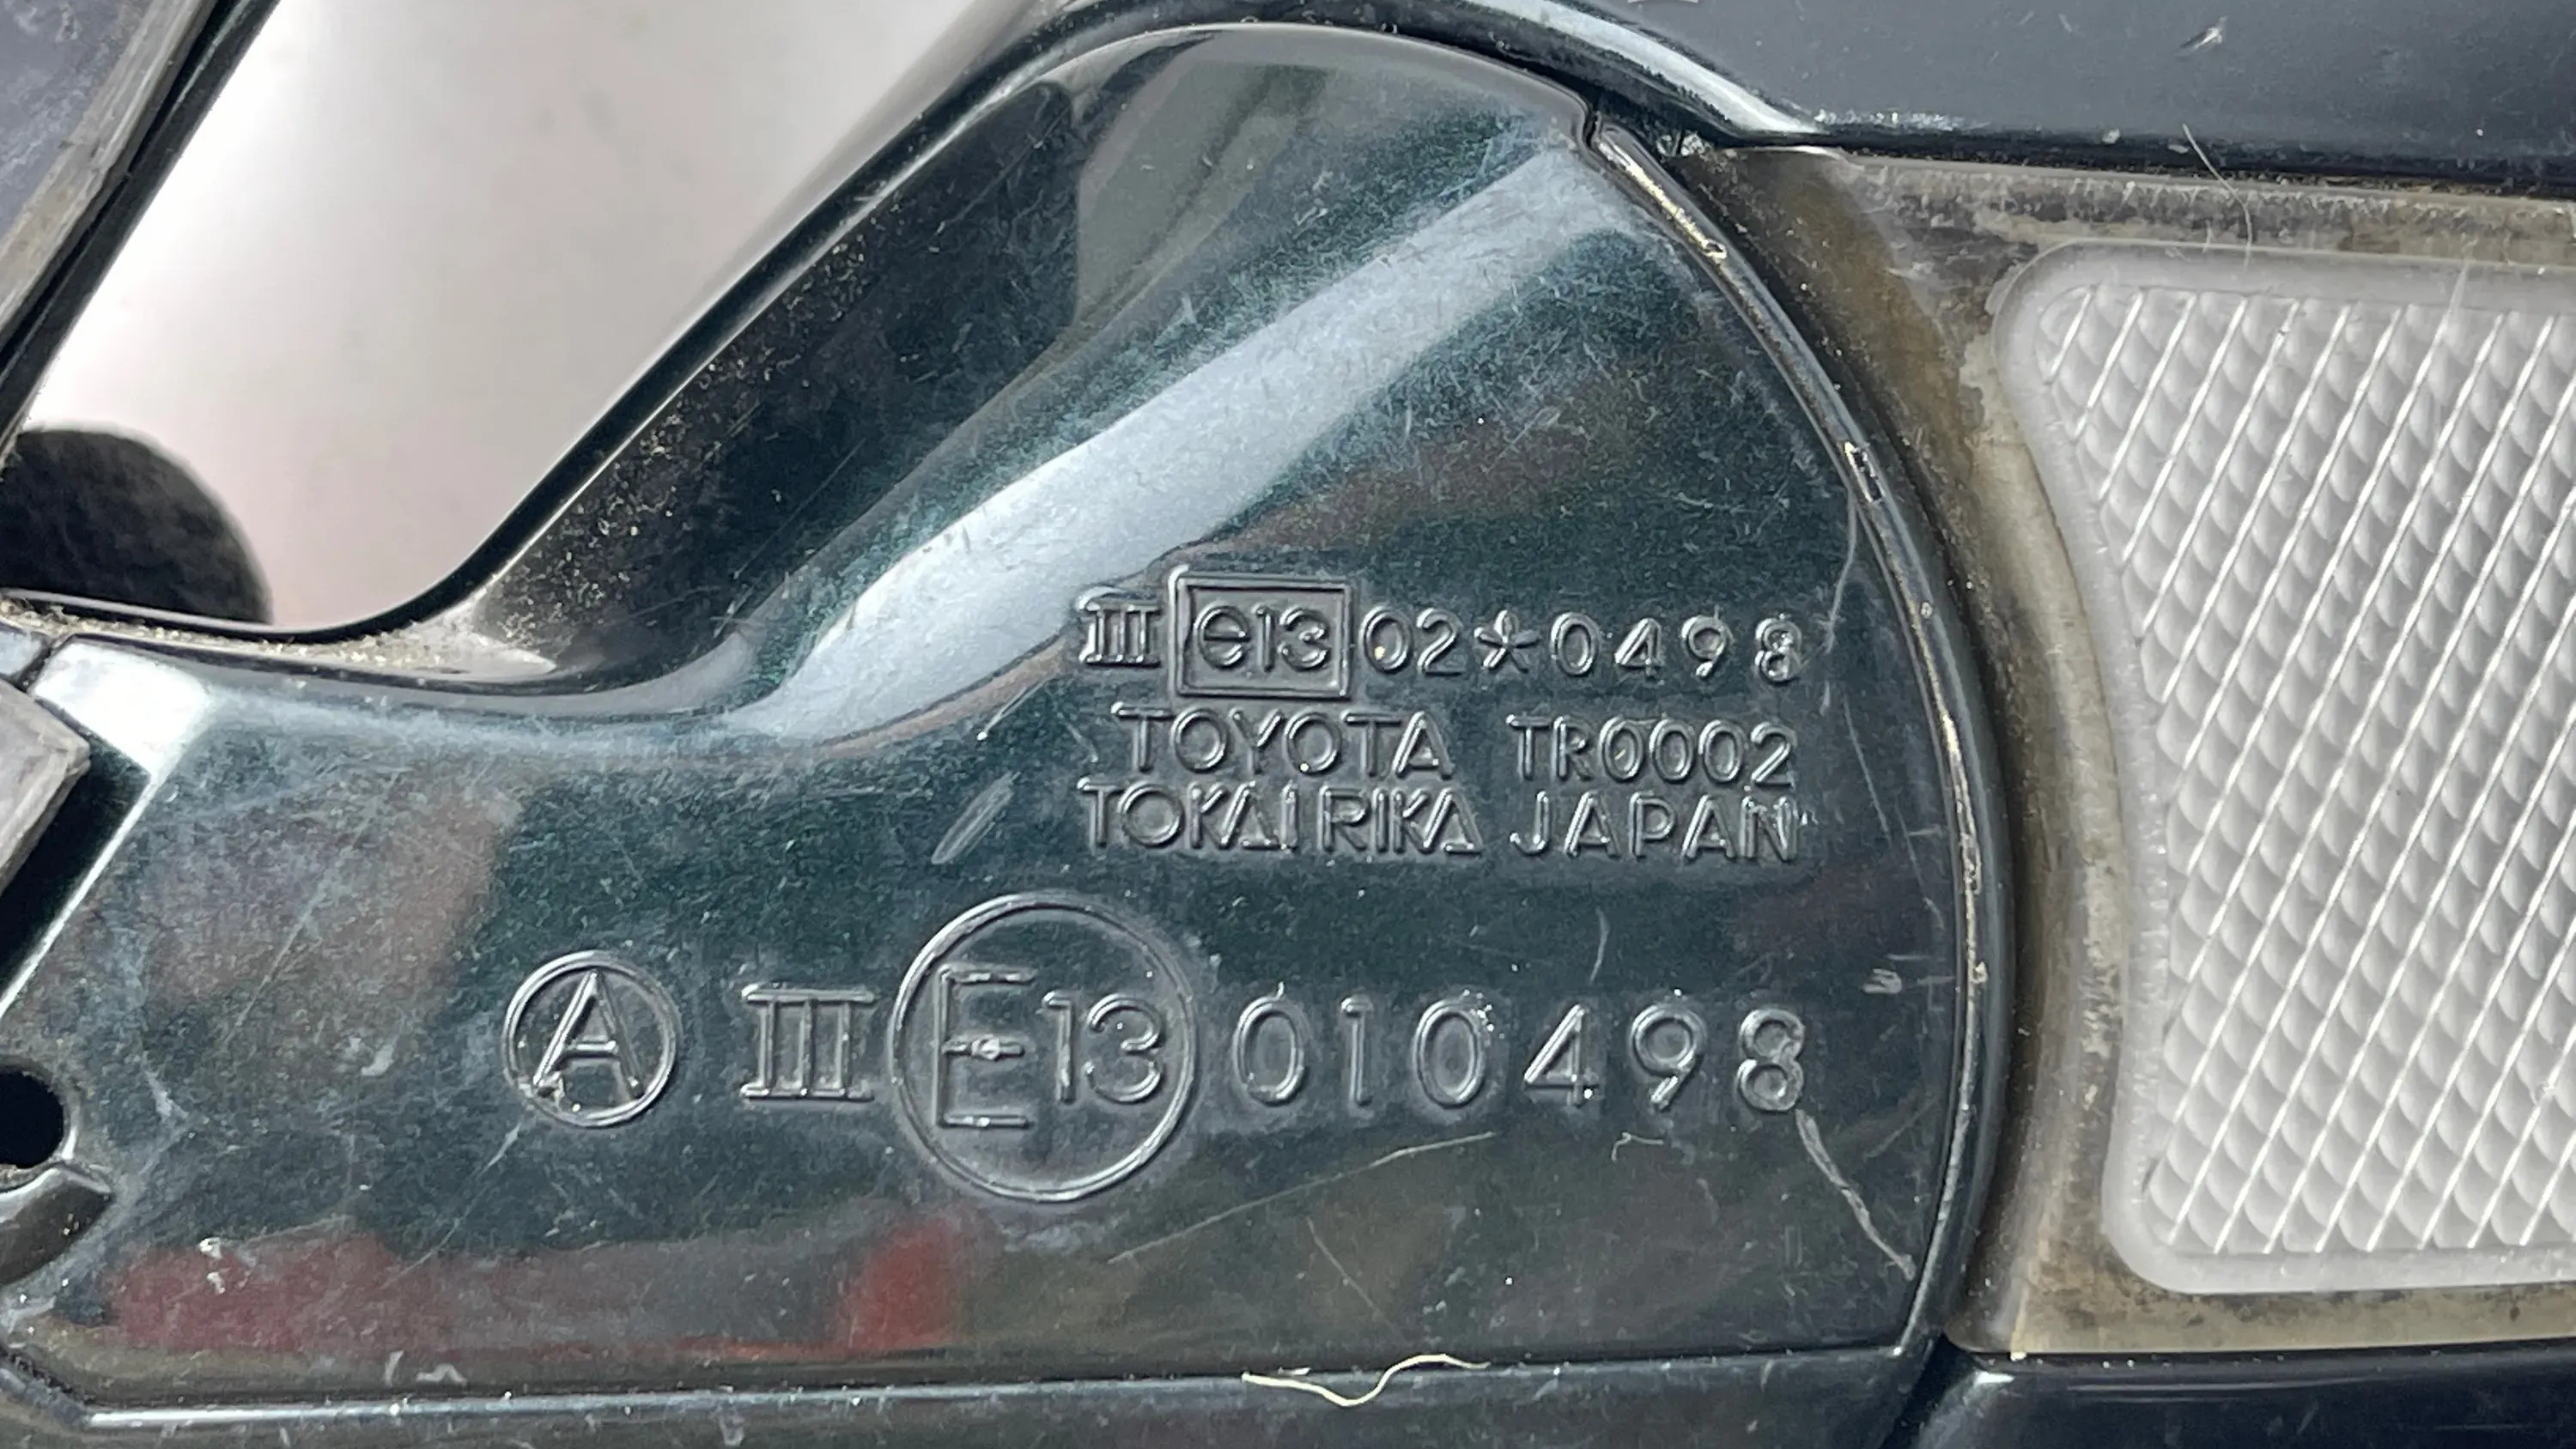 III e13 02*0498
TOYOTA TR0002
TOKAI RIKA JAPAN
A III E13 010498